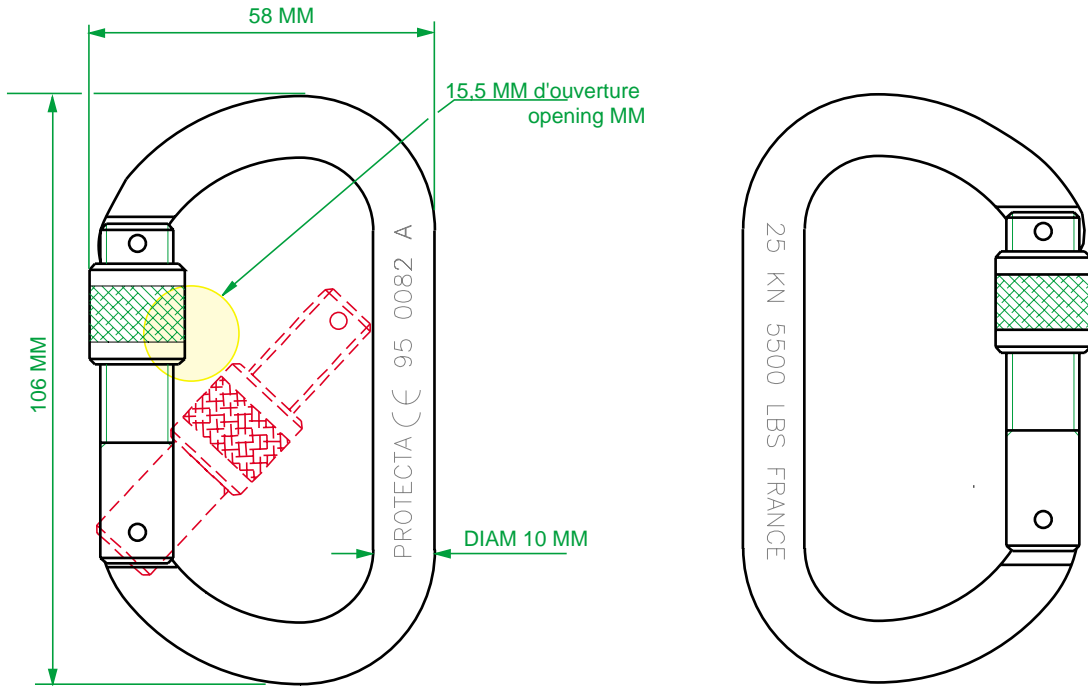 58 MM
15,5 MM d'ouverture
opening MM
106 MM
PROTECTA CE 95 0082 A
DIAM 10 MM
25 KN 5500 LBS FRANCE